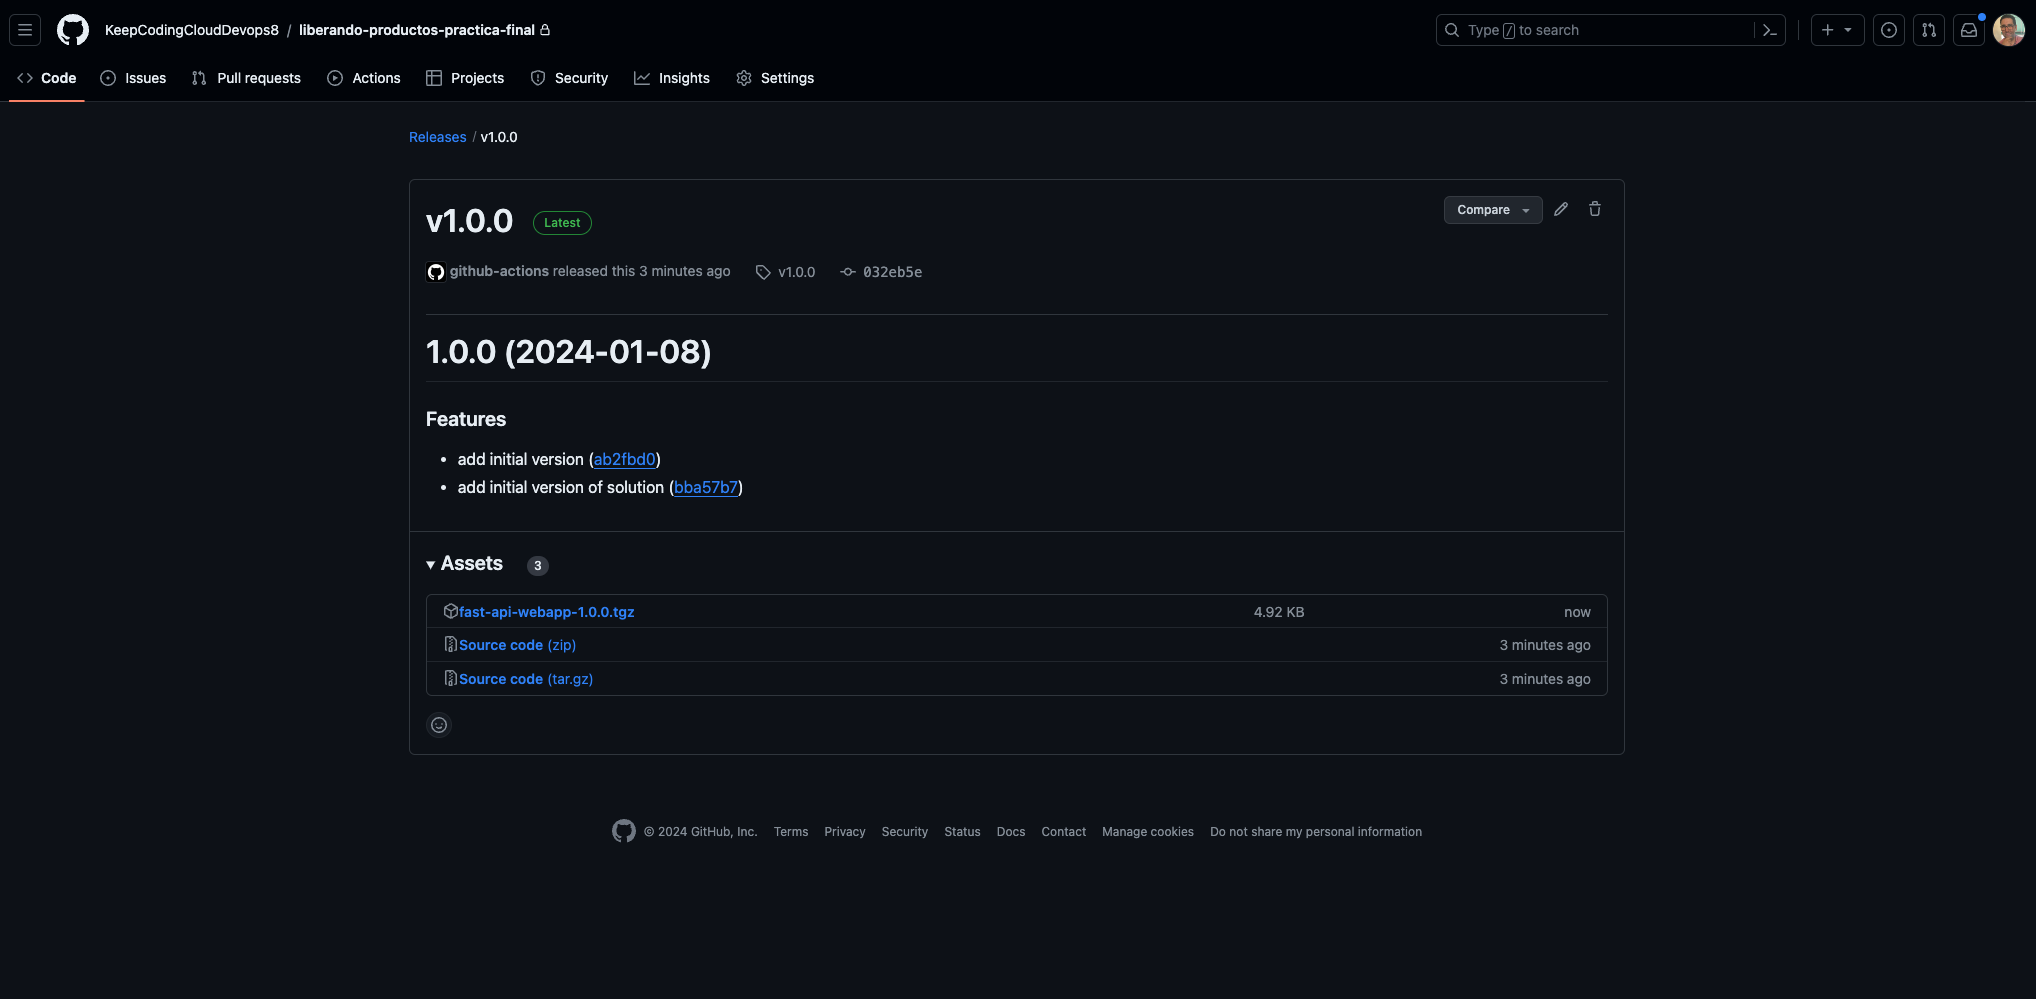 KeepCodingCloudDevops8 / liberando-productos-practica-final
Type / to search
Code Issues Pull requests Actions Projects Security Insights Settings
Releases / v1.0.0
v1.0.0 Latest
Compare
github-actions released this 3 minutes ago v1.0.0 032eb5e
1.0.0 (2024-01-08)
Features
• add initial version (ab2fbd0)
• add initial version of solution (bba57b7)
Assets 3
fast-api-webapp-1.0.0.tgz 4.92 KB now
Source code (zip) 3 minutes ago
Source code (tar.gz) 3 minutes ago
© 2024 GitHub, Inc. Terms Privacy Security Status Docs Contact Manage cookies Do not share my personal information